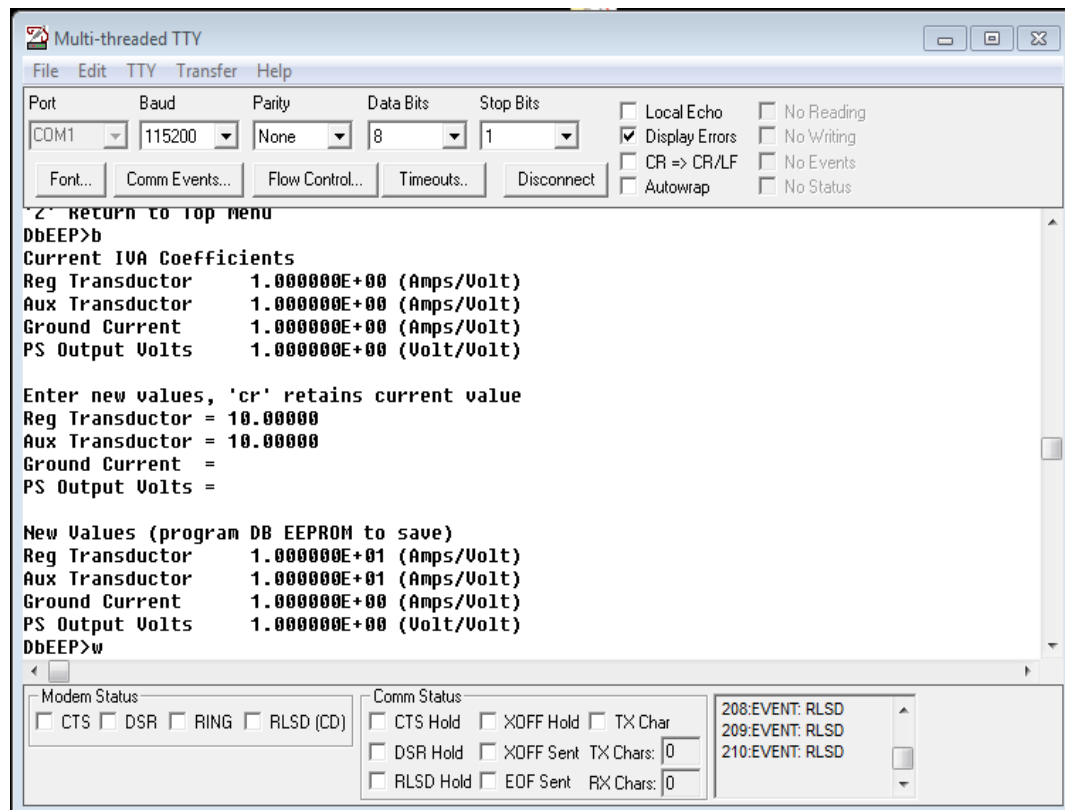 Multi-threaded TTY
File Edit TTY Transfer Help
Port Baud Parity Data Bits Stop Bits
COM1 115200 None 8 1
Local Echo No Reading
Display Errors No Writing
CR => CR/LF No Events
Autowrap No Status
Font... Comm Events... Flow Control... Timeouts.. Disconnect
'Z' Return to Top Menu
DbEEP>b
Current IVA Coefficients
Reg Transductor 1.000000E+00 (Amps/Volt)
Aux Transductor 1.000000E+00 (Amps/Volt)
Ground Current 1.000000E+00 (Amps/Volt)
PS Output Volts 1.000000E+00 (Volt/Volt)
Enter new values, 'cr' retains current value
Reg Transductor = 10.00000
Aux Transductor = 10.00000
Ground Current =
PS Output Volts =
New Values (program DB EEPROM to save)
Reg Transductor 1.000000E+01 (Amps/Volt)
Aux Transductor 1.000000E+01 (Amps/Volt)
Ground Current 1.000000E+00 (Amps/Volt)
PS Output Volts 1.000000E+00 (Volt/Volt)
DbEEP>w
Modem Status
CTS DSR RING RLSD (CD)
Comm Status
CTS Hold XOFF Hold TX Char
DSR Hold XOFF Sent TX Chars: 0
RLSD Hold EOF Sent RX Chars: 0
208:EVENT: RLSD
209:EVENT: RLSD
210:EVENT: RLSD